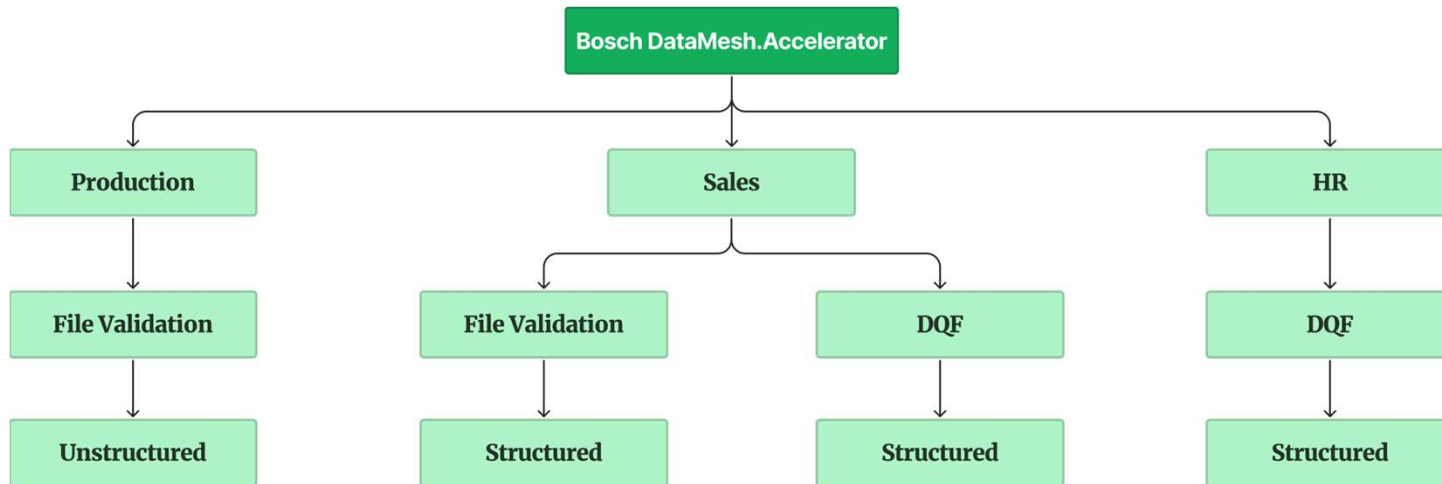 Bosch DataMesh.Accelerator
Production
Sales
HR
File Validation
File Validation
DQF
DQF
Unstructured
Structured
Structured
Structured